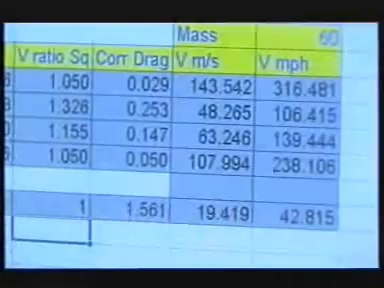 Mass 60
V ratio Sq Corr Drag V m/s V mph
1.050 0.029 143.542 316.481
1.326 0.253 48.265 106.415
1.155 0.147 63.246 139.444
1.050 0.050 107.994 238.106
1 1.561 19.419 42.815